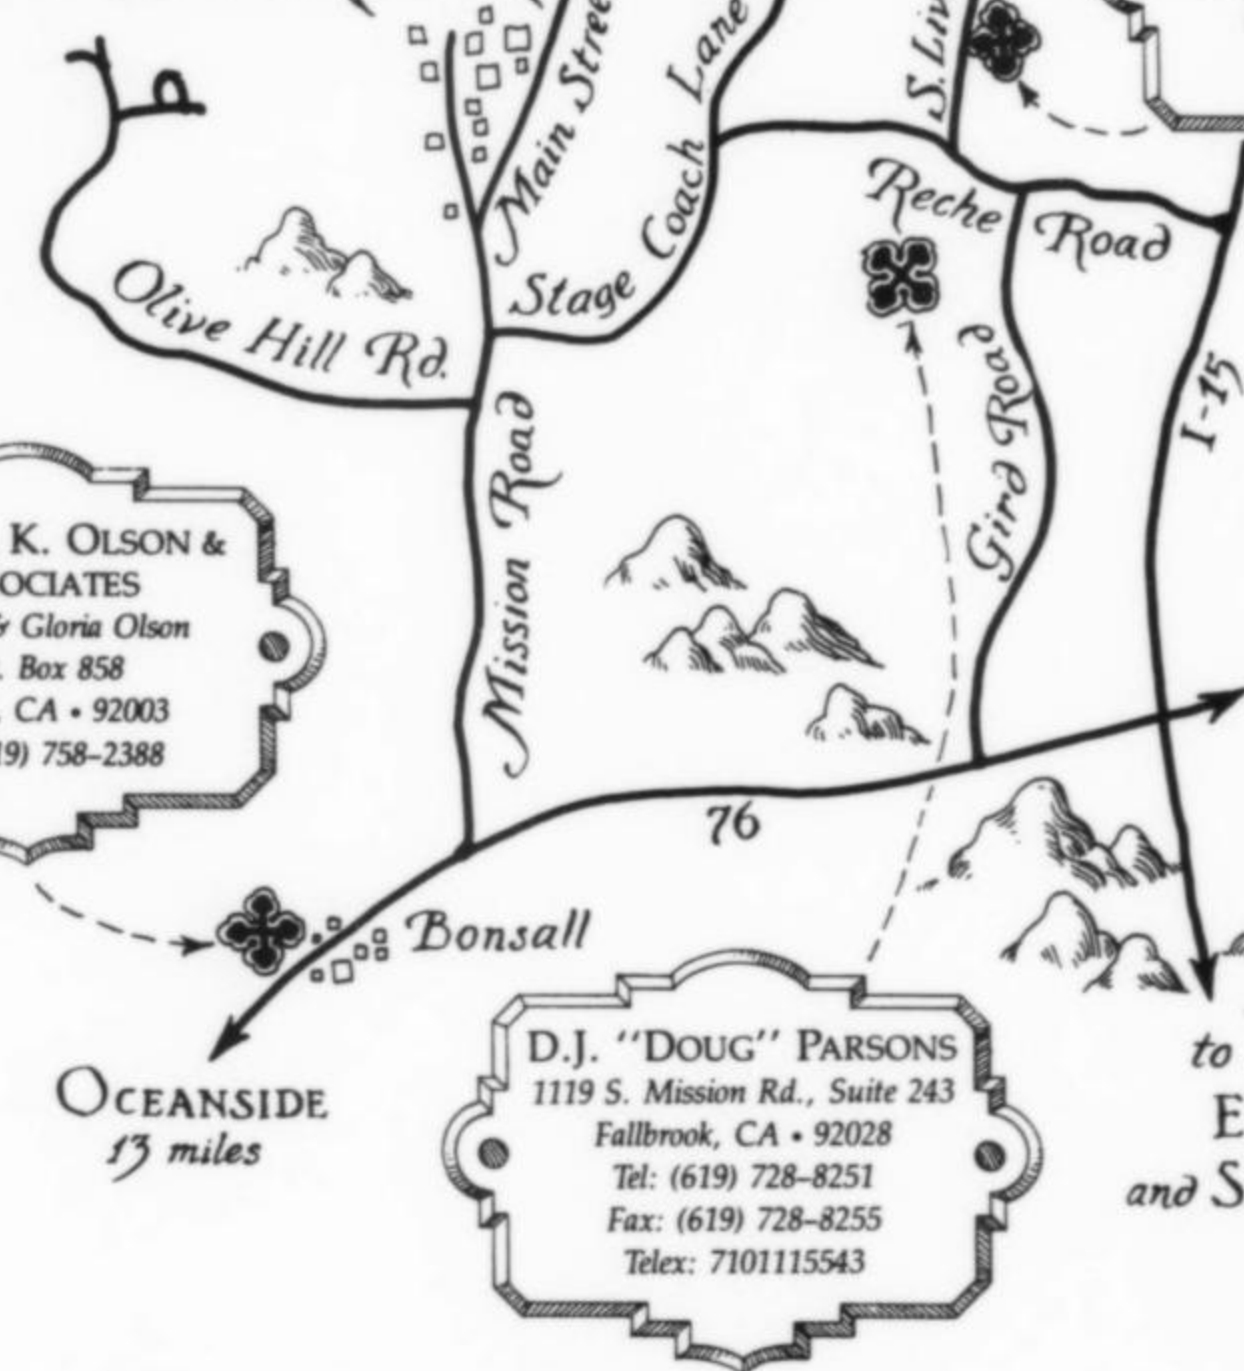 Main Stree
Coach Lane
S. Liv
Reche Road
Stage
Olive Hill Rd.
Mission Road
Gird Road
I-15
K. OLSON &
OCIATES
& Gloria Olson
. Box 858
, CA • 92003
19) 758-2388
76
Bonsall
OCEANSIDE
13 miles
D.J. "DOUG" PARSONS
1119 S. Mission Rd., Suite 243
Fallbrook, CA • 92028
Tel: (619) 728-8251
Fax: (619) 728-8255
Telex: 7101115543
to
E
and S